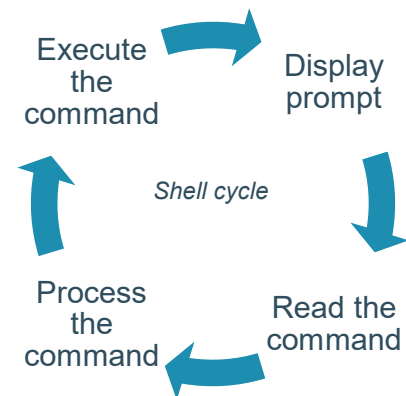 Execute
the
command
Display
prompt
Shell cycle
Process
the
command
Read the
command